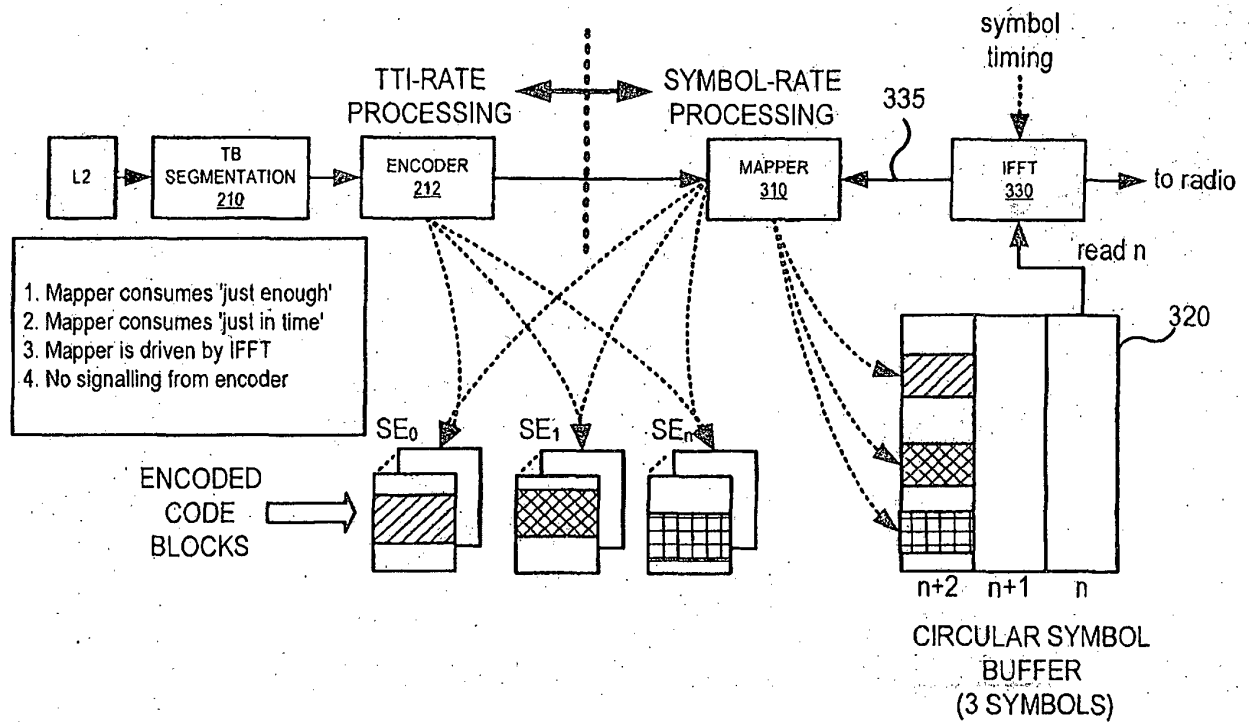 symbol
timing
TTI-RATE
PROCESSING
SYMBOL-RATE
PROCESSING
335
L2
TB
SEGMENTATION
210
ENCODER
212
MAPPER
310
IFFT
330
to radio
read n
1. Mapper consumes 'just enough'
2. Mapper consumes 'just in time'
3. Mapper is driven by IFFT
4. No signalling from encoder
320
SE0
SE1
SEn
ENCODED
CODE
BLOCKS
n+2
n+1
n
CIRCULAR SYMBOL
BUFFER
(3 SYMBOLS)